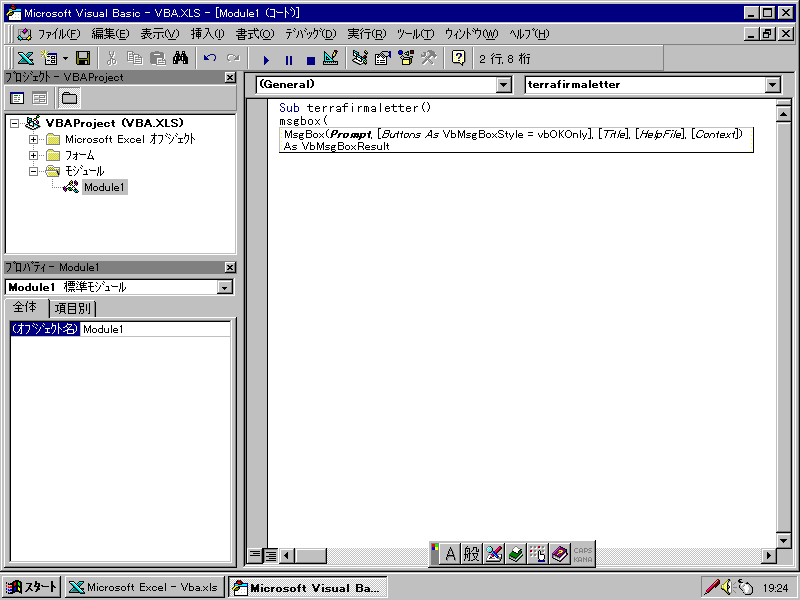 Microsoft Visual Basic - VBA.XLS - [Module1 (コード)]
ファイル(F) 編集(E) 表示(V) 挿入(I) 書式(O) デバッグ(D) 実行(R) ツール(T) ウィンドウ(W) ヘルプ(H)
2 行, 8 桁
プロジェクト - VBAProject
VBAProject (VBA.XLS)
Microsoft Excel オブジェクト
フォーム
モジュール
Module1
プロパティ - Module1
Module1 標準モジュール
全体 項目別
(オブジェクト名) Module1
(General) terrafirmaletter
Sub terrafirmaletter()
msgbox(
MsgBox(Prompt, [Buttons As VbMsgBoxStyle = vbOKOnly], [Title], [HelpFile], [Context])
As VbMsgBoxResult
A 般 CAPS
KANA
スタート Microsoft Excel - Vba.xls Microsoft Visual Ba... 19:24